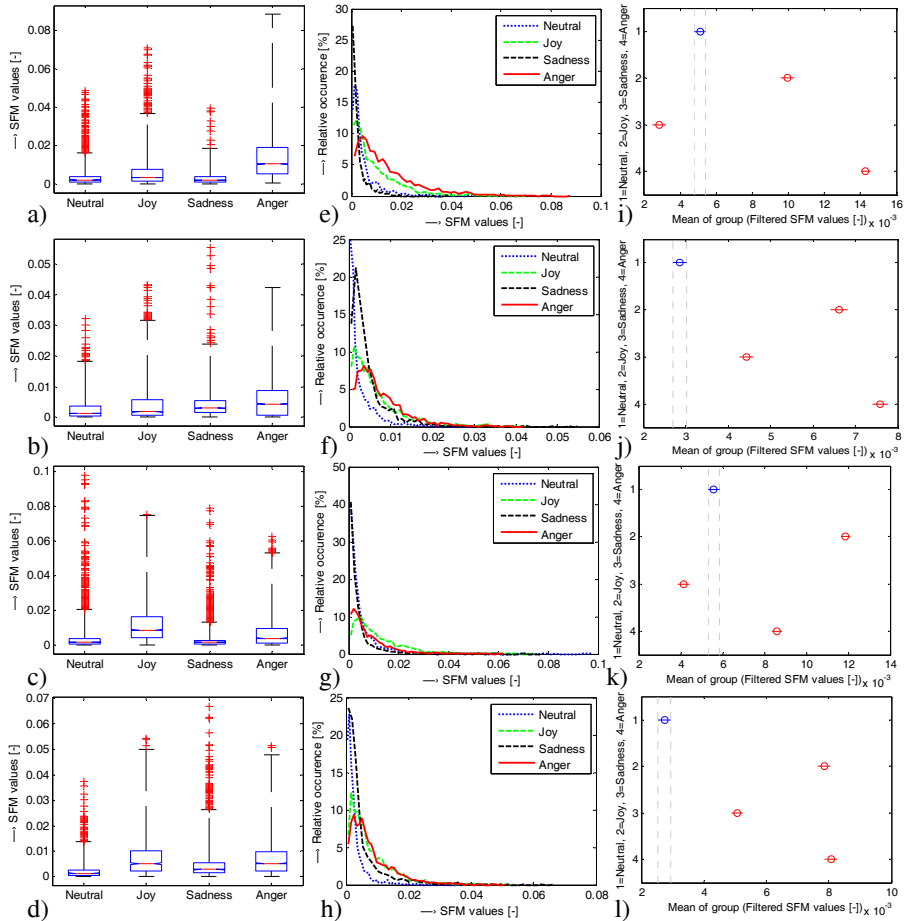 0.08
0.06
0.04
0.02
0
—› SFM values [-]
Neutral Joy Sadness Anger
a)
30
25
20
15
10
5
0
—› Relative occurence [%]
Neutral
Joy
Sadness
Anger
0 0.02 0.04 0.06 0.08 0.1
—› SFM values [-]
e)
1=Neutral, 2=Joy, 3=Sadness, 4=Anger
1
2
3
4
2 4 6 8 10 12 14 16
Mean of group (Filtered SFM values [-]) x 10⁻³
i)
0.05
0.04
0.03
0.02
0.01
0
—› SFM values [-]
Neutral Joy Sadness Anger
b)
25
20
15
10
5
0
—› Relative occurence [%]
Neutral
Joy
Sadness
Anger
0 0.01 0.02 0.03 0.04 0.05 0.06
—› SFM values [-]
f)
1=Neutral, 2=Joy, 3=Sadness, 4=Anger
1
2
3
4
2 3 4 5 6 7 8
Mean of group (Filtered SFM values [-]) x 10⁻³
j)
0.1
0.08
0.06
0.04
0.02
0
—› SFM values [-]
Neutral Joy Sadness Anger
c)
50
40
30
20
10
0
—› Relative occurence [%]
Neutral
Joy
Sadness
Anger
0 0.02 0.04 0.06 0.08 0.1
—› SFM values [-]
g)
1=Neutral, 2=Joy, 3=Sadness, 4=Anger
1
2
3
4
2 4 6 8 10 12 14
Mean of group (Filtered SFM values [-]) x 10⁻³
k)
0.07
0.06
0.05
0.04
0.03
0.02
0.01
0
—› SFM values [-]
Neutral Joy Sadness Anger
d)
25
20
15
10
5
0
—› Relative occurence [%]
Neutral
Joy
Sadness
Anger
0 0.02 0.04 0.06 0.08
—› SFM values [-]
h)
1=Neutral, 2=Joy, 3=Sadness, 4=Anger
1
2
3
4
2 4 6 8 10
Mean of group (Filtered SFM values [-]) x 10⁻³
l)